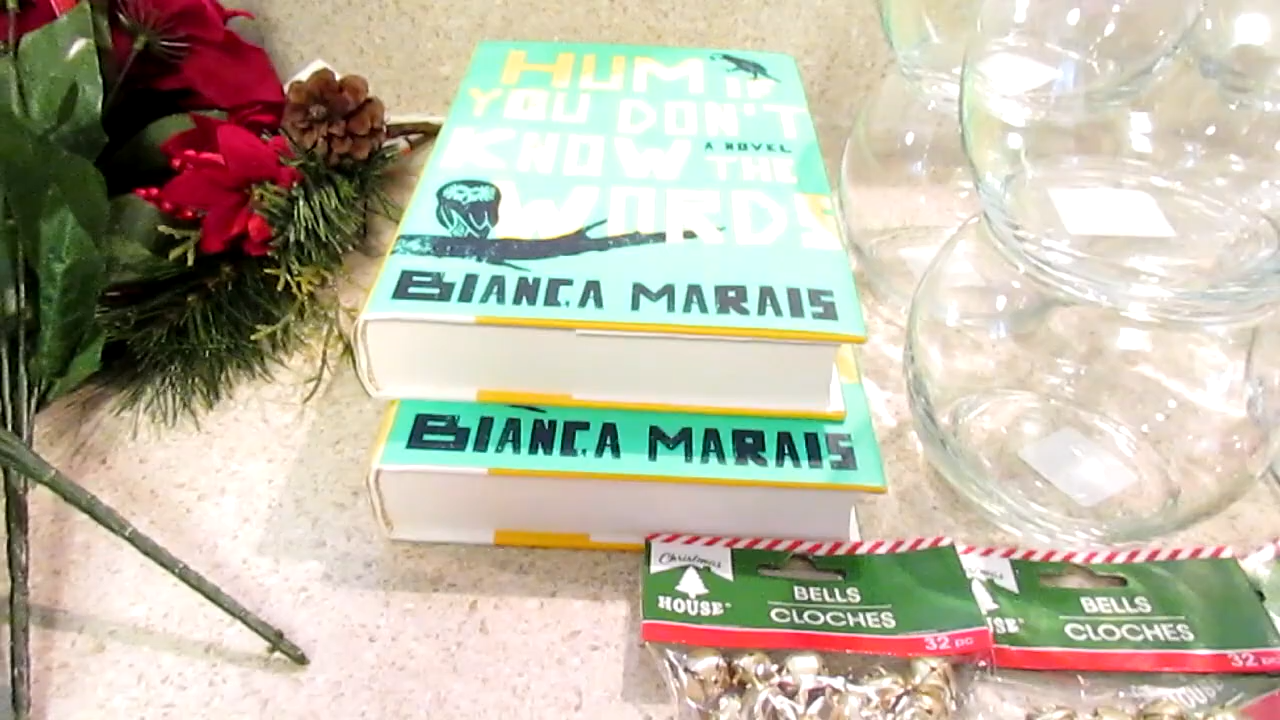 HUM IF
YOU DON'T
KNOW THE
A NOVEL
WORDS
BIANCA MARAIS
BIANCA MARAIS
Christmas
HOUSE
BELLS
CLOCHES
32 pc
BELLS
CLOCHES
32 pc
HOUSE